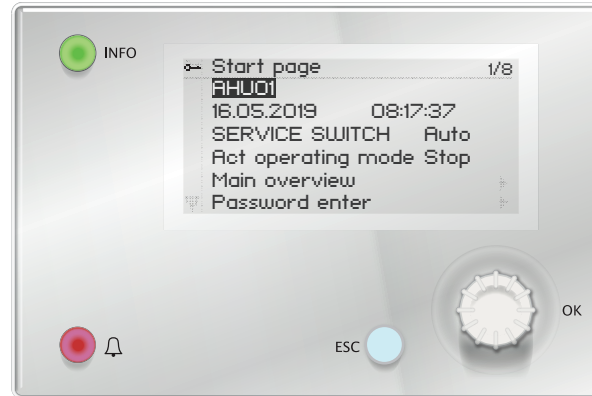 INFO
Start page 1/8
AHU01
16.05.2019 08:17:37
SERVICE SWITCH Auto
Act operating mode Stop
Main overview
Password enter
OK
ESC